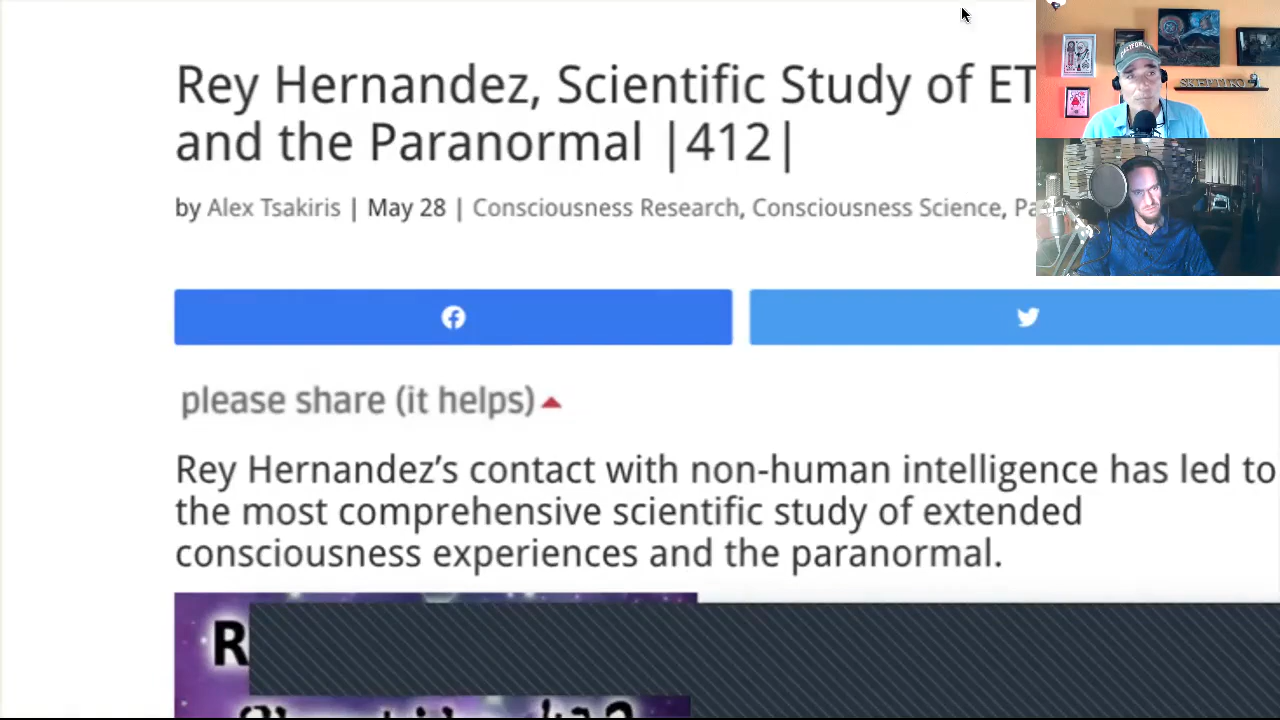 Rey Hernandez, Scientific Study of ET
and the Paranormal |412|
by Alex Tsakiris | May 28 | Consciousness Research, Consciousness Science, Pa
please share (it helps)
Rey Hernandez’s contact with non-human intelligence has led to
the most comprehensive scientific study of extended
consciousness experiences and the paranormal.
R
CALIFORNIA
SKEPTIKO